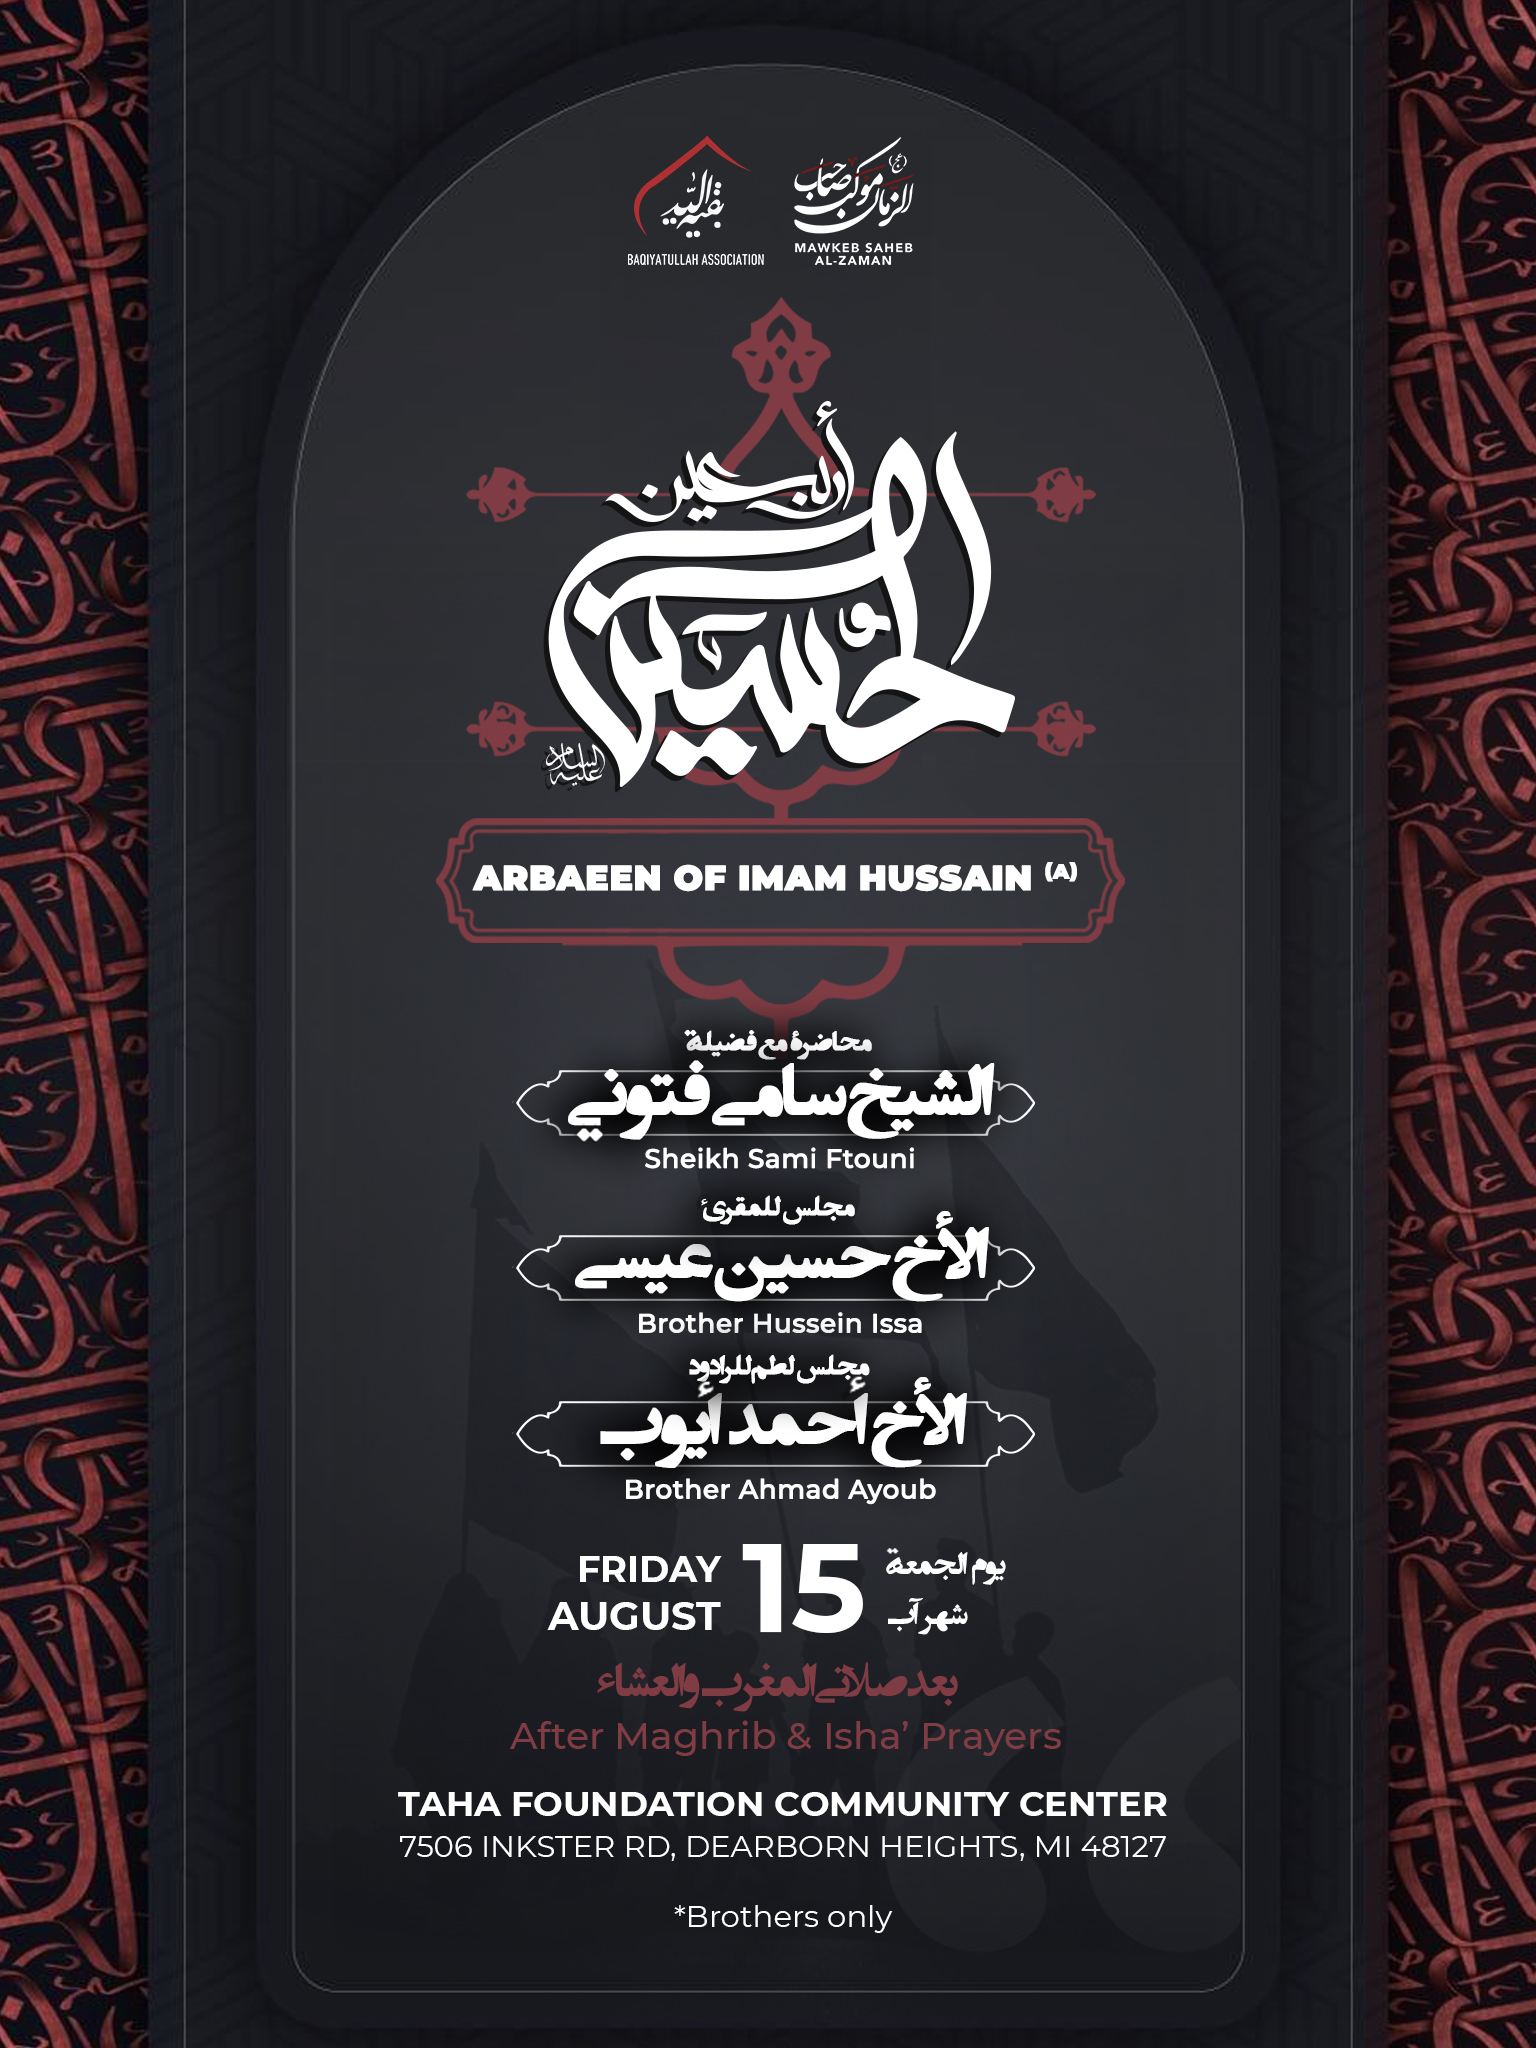 بقية الله
BAQIYATULLAH ASSOCIATION
موكب صاحب الزمان (عج)
MAWKEB SAHEB
AL-ZAMAN
أربعين
الحسين
عليه السلام
ARBAEEN OF IMAM HUSSAIN (A)
محاضرة مع فضيلة
الشيخ سامي فتوني
Sheikh Sami Ftouni
مجلس للمقرئ
الأخ حسين عيسى
Brother Hussein Issa
مجلس لطم للرادود
الأخ أحمد أيوب
Brother Ahmad Ayoub
FRIDAY 15 يوم الجمعة
AUGUST شهر آب
بعد صلاتي المغرب والعشاء
After Maghrib & Isha’ Prayers
TAHA FOUNDATION COMMUNITY CENTER
7506 INKSTER RD, DEARBORN HEIGHTS, MI 48127
*Brothers only